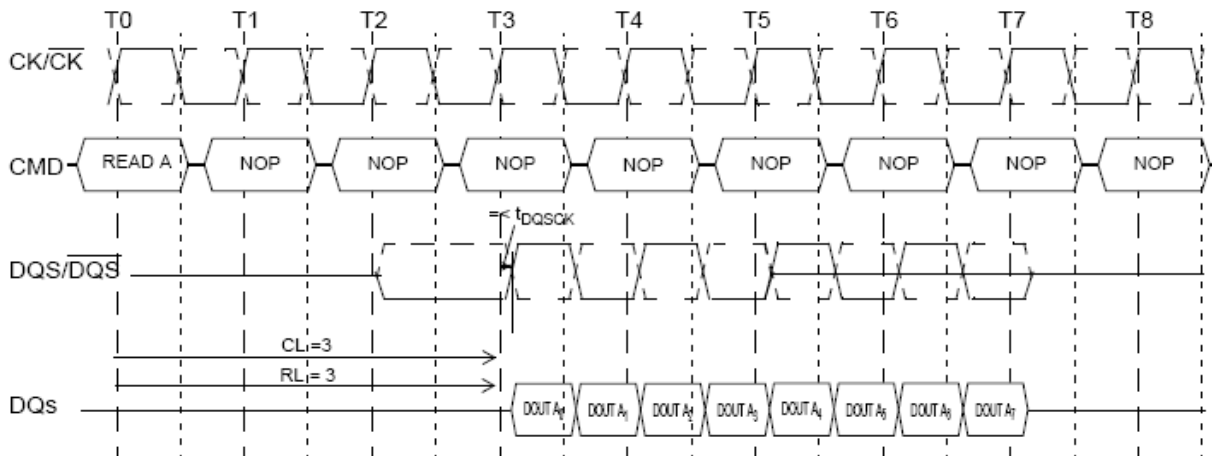 T0 T1 T2 T3 T4 T5 T6 T7 T8
CK/CK
CMD READ A NOP NOP NOP NOP NOP NOP NOP NOP
=< tDQSCK
DQS/DQS
CL = 3
RL = 3
DQs DOUT A0 DOUT A1 DOUT A2 DOUT A3 DOUT A4 DOUT A5 DOUT A6 DOUT A7